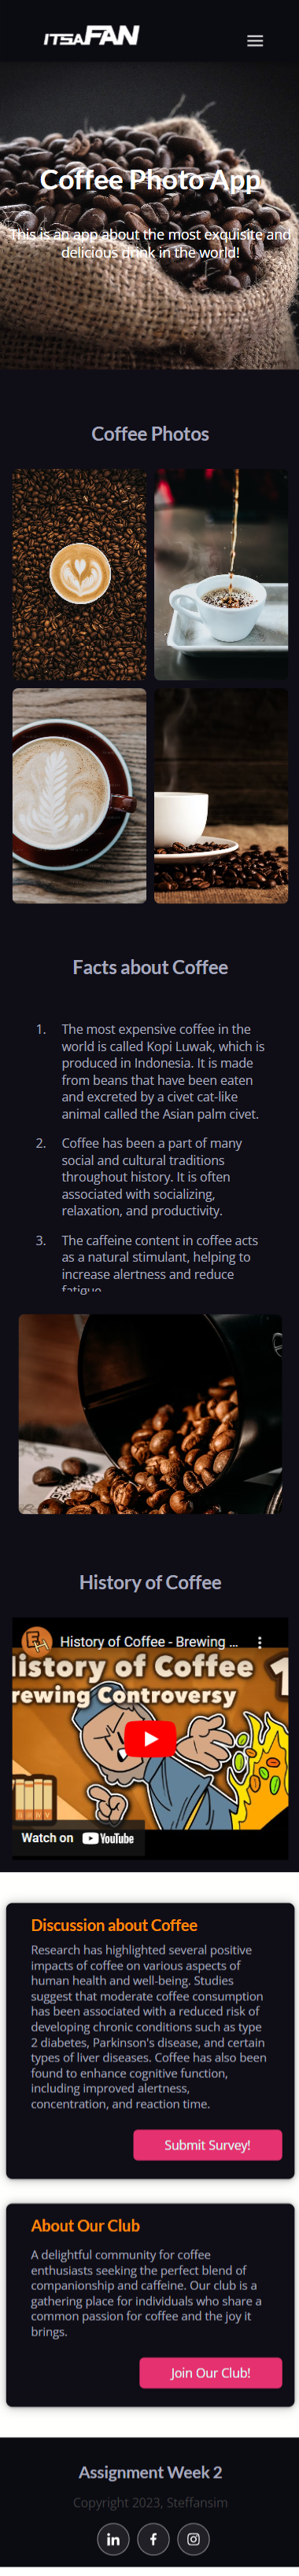 ITSAFAN
Coffee Photo App
This is an app about the most exquisite and
delicious drink in the world!
Coffee Photos
Facts about Coffee
1. The most expensive coffee in the
world is called Kopi Luwak, which is
produced in Indonesia. It is made
from beans that have been eaten
and excreted by a civet cat-like
animal called the Asian palm civet.
2. Coffee has been a part of many
social and cultural traditions
throughout history. It is often
associated with socializing,
relaxation, and productivity.
3. The caffeine content in coffee acts
as a natural stimulant, helping to
increase alertness and reduce
fatigue
History of Coffee
History of Coffee - Brewing ...
History of Coffee 1
rewing Controversy
Watch on YouTube
Discussion about Coffee
Research has highlighted several positive
impacts of coffee on various aspects of
human health and well-being. Studies
suggest that moderate coffee consumption
has been associated with a reduced risk of
developing chronic conditions such as type
2 diabetes, Parkinson's disease, and certain
types of liver diseases. Coffee has also been
found to enhance cognitive function,
including improved alertness,
concentration, and reaction time.
Submit Survey!
About Our Club
A delightful community for coffee
enthusiasts seeking the perfect blend of
companionship and caffeine. Our club is a
gathering place for individuals who share a
common passion for coffee and the joy it
brings.
Join Our Club!
Assignment Week 2
Copyright 2023, Steffansim